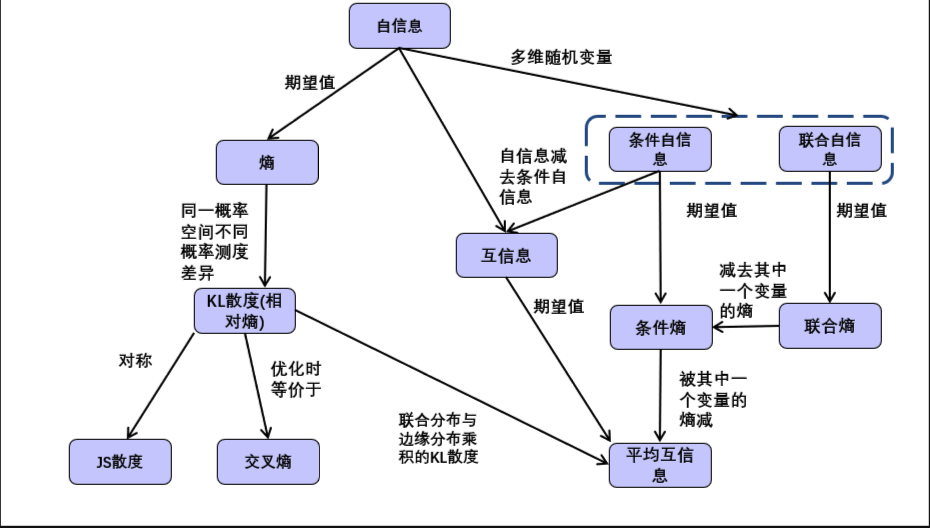 自信息
多维随机变量
期望值
条件自信
息
联合自信
息
熵
自信息减
去条件自
信息
同一概率
空间不同
概率测度
差异
期望值
期望值
互信息
减去其中
一个变量
的熵
KL散度(相
对熵)
期望值
条件熵
联合熵
对称
优化时
等价于
被其中一
个变量的
熵减
联合分布与
边缘分布乘
积的KL散度
JS散度
交叉熵
平均互信
息